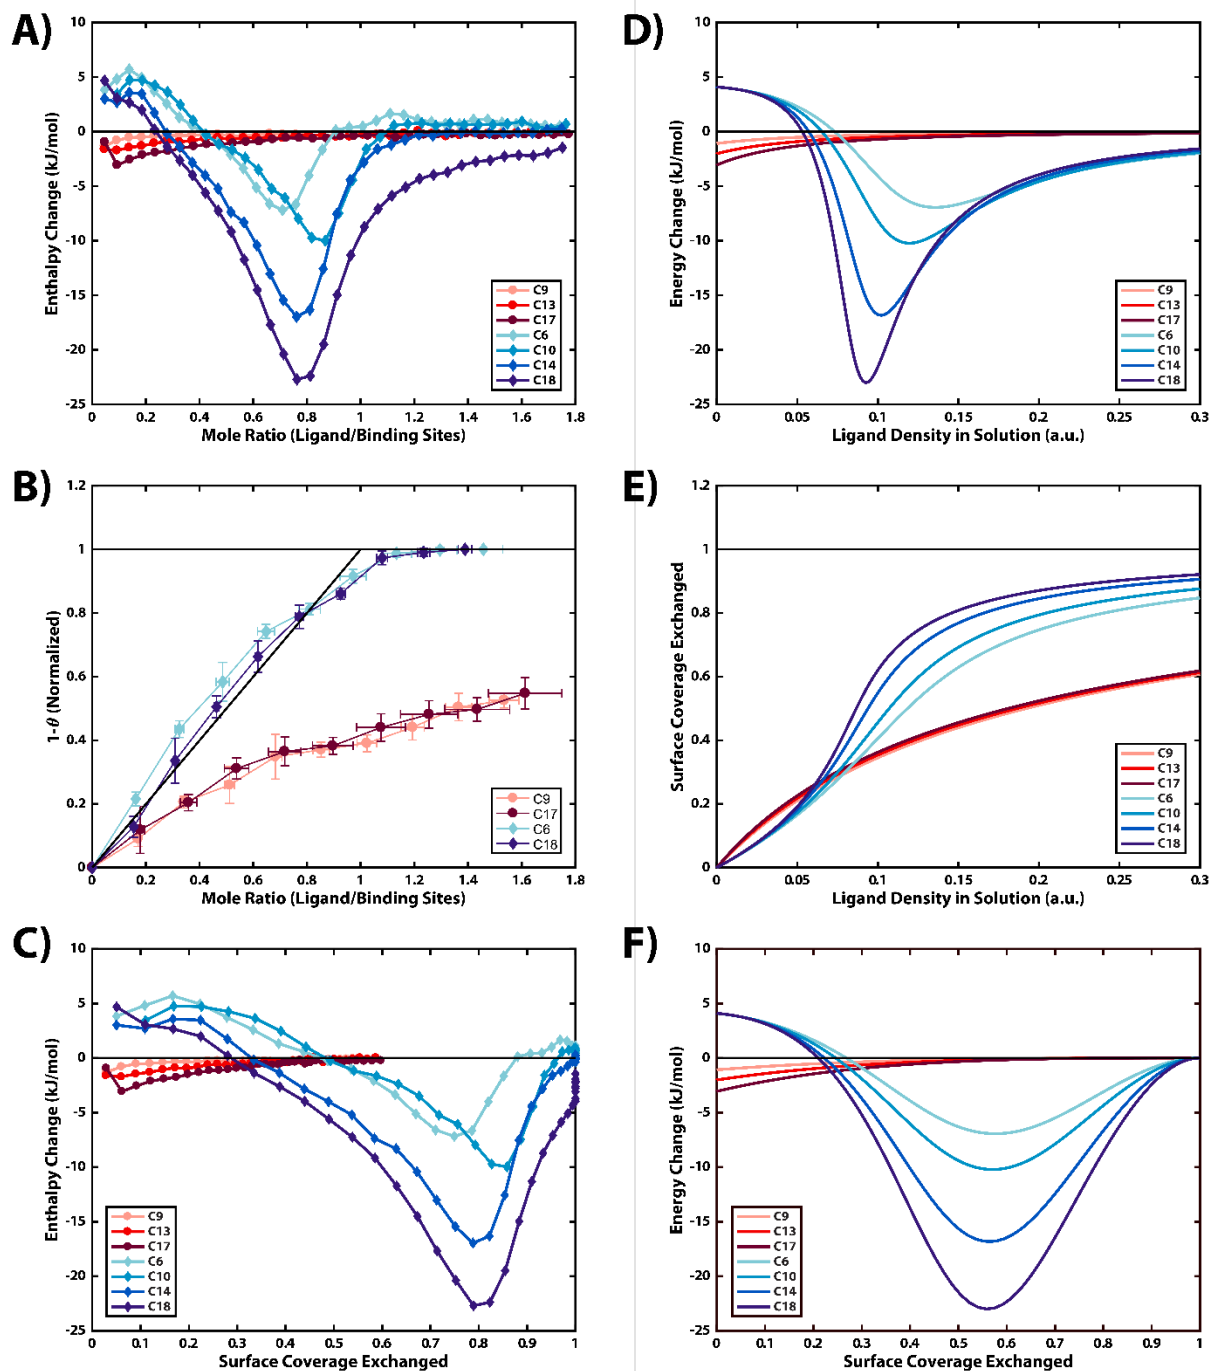 A)
10
5
0
-5
-10
-15
-20
-25
Enthalpy Change (kJ/mol)
C9
C13
C17
C6
C10
C14
C18
0 0.2 0.4 0.6 0.8 1.0 1.2 1.4 1.6 1.8
Mole Ratio (Ligand/Binding Sites)
D)
10
5
0
-5
-10
-15
-20
-25
Energy Change (kJ/mol)
C9
C13
C17
C6
C10
C14
C18
0 0.05 0.1 0.15 0.2 0.25 0.3
Ligand Density in Solution (a.u.)
B)
1.2
1
0.8
0.6
0.4
0.2
0
1-θ (Normalized)
C9
C17
C6
C18
0 0.2 0.4 0.6 0.8 1.0 1.2 1.4 1.6 1.8
Mole Ratio (Ligand/Binding Sites)
E)
1.2
1
0.8
0.6
0.4
0.2
0
Surface Coverage Exchanged
C9
C13
C17
C6
C10
C14
C18
0 0.05 0.1 0.15 0.2 0.25 0.3
Ligand Density in Solution (a.u.)
C)
10
5
0
-5
-10
-15
-20
-25
Enthalpy Change (kJ/mol)
C9
C13
C17
C6
C10
C14
C18
0 0.1 0.2 0.3 0.4 0.5 0.6 0.7 0.8 0.9 1
Surface Coverage Exchanged
F)
10
5
0
-5
-10
-15
-20
-25
Energy Change (kJ/mol)
C9
C13
C17
C6
C10
C14
C18
0 0.1 0.2 0.3 0.4 0.5 0.6 0.7 0.8 0.9 1
Surface Coverage Exchanged